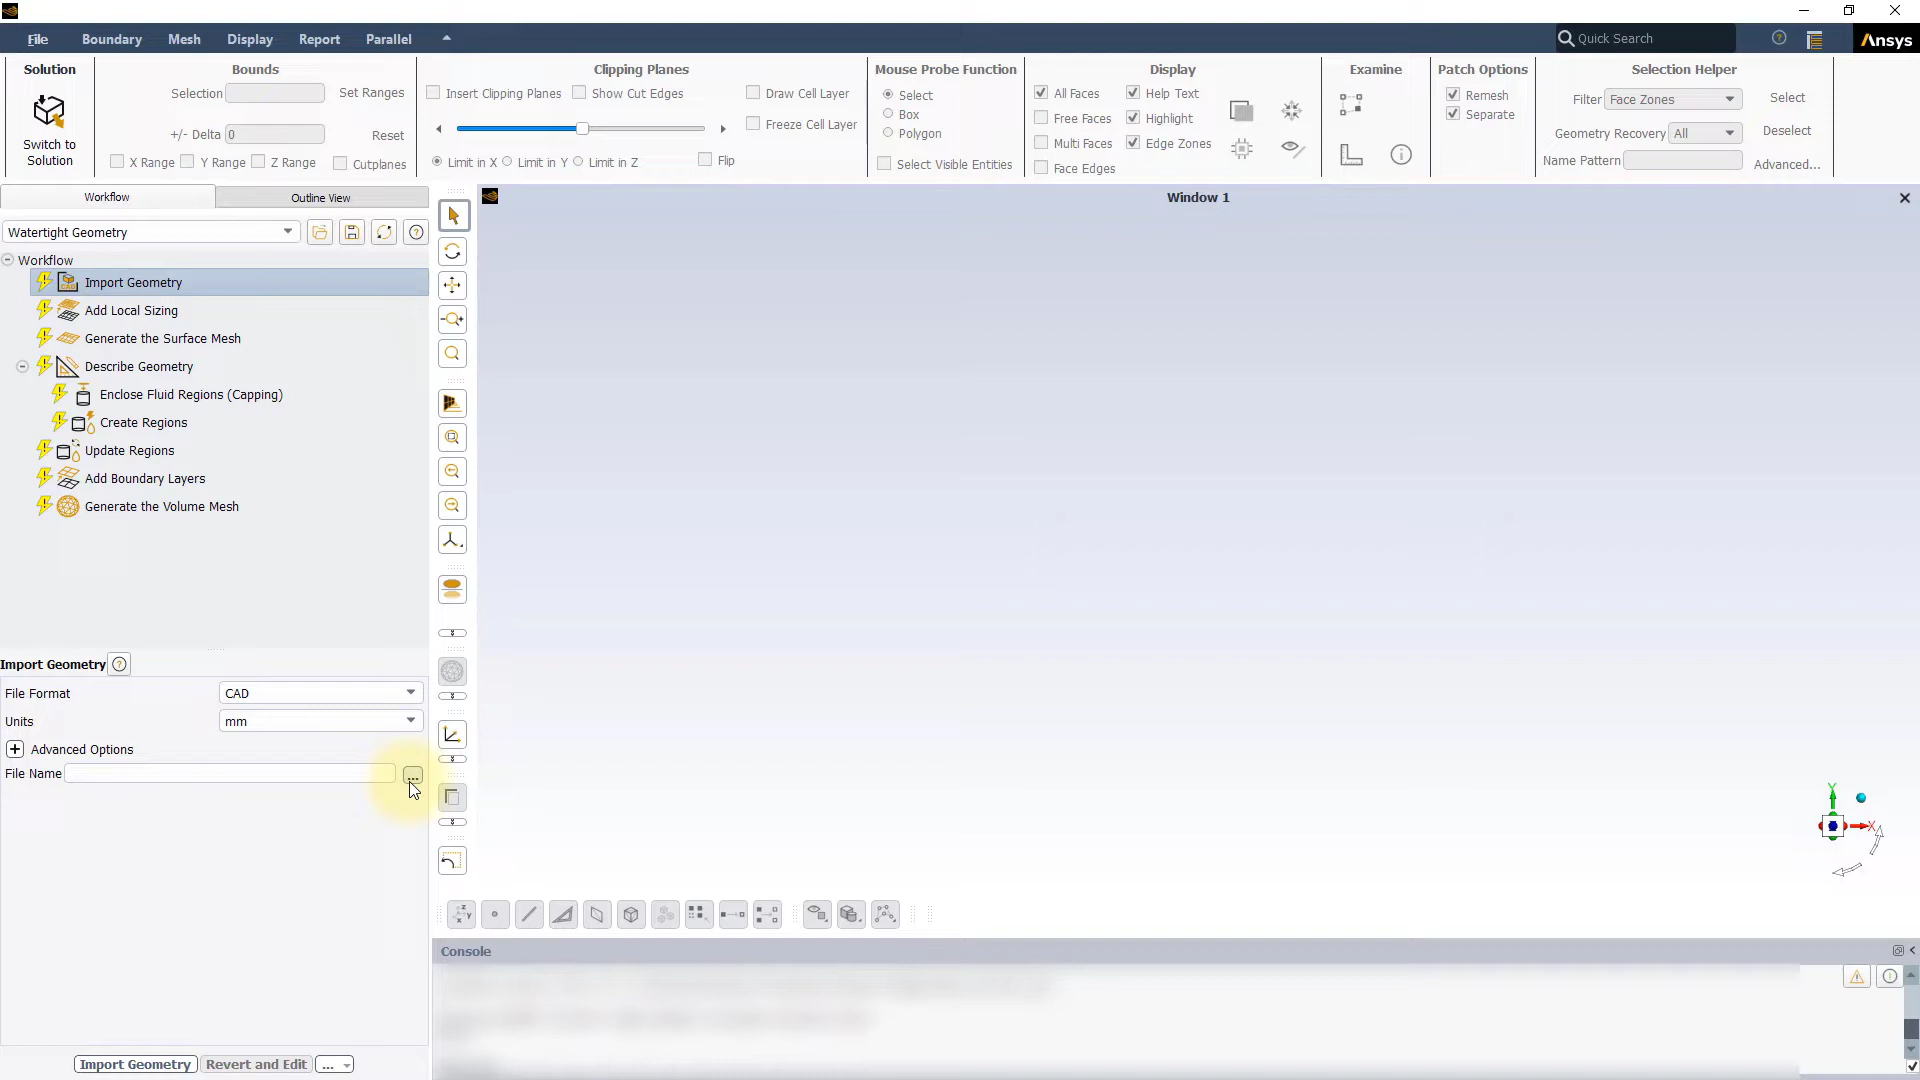 File Boundary Mesh Display Report Parallel Quick Search Ansys
Solution Bounds Clipping Planes Mouse Probe Function Display Examine Patch Options Selection Helper
Switch to
Solution
Selection Set Ranges
+/- Delta 0 Reset
X Range Y Range Z Range Cutplanes
Insert Clipping Planes Show Cut Edges Draw Cell Layer
Freeze Cell Layer
Limit in X Limit in Y Limit in Z Flip
Select
Box
Polygon
Select Visible Entities
All Faces Help Text
Free Faces Highlight
Multi Faces Edge Zones
Face Edges
Remesh
Separate
Filter Face Zones Select
Geometry Recovery All Deselect
Name Pattern Advanced...
Workflow Outline View
Window 1
Watertight Geometry
Workflow
Import Geometry
Add Local Sizing
Generate the Surface Mesh
Describe Geometry
Enclose Fluid Regions (Capping)
Create Regions
Update Regions
Add Boundary Layers
Generate the Volume Mesh
Import Geometry
File Format CAD
Units mm
Advanced Options
File Name ...
Import Geometry Revert and Edit ...
Y
X
Console